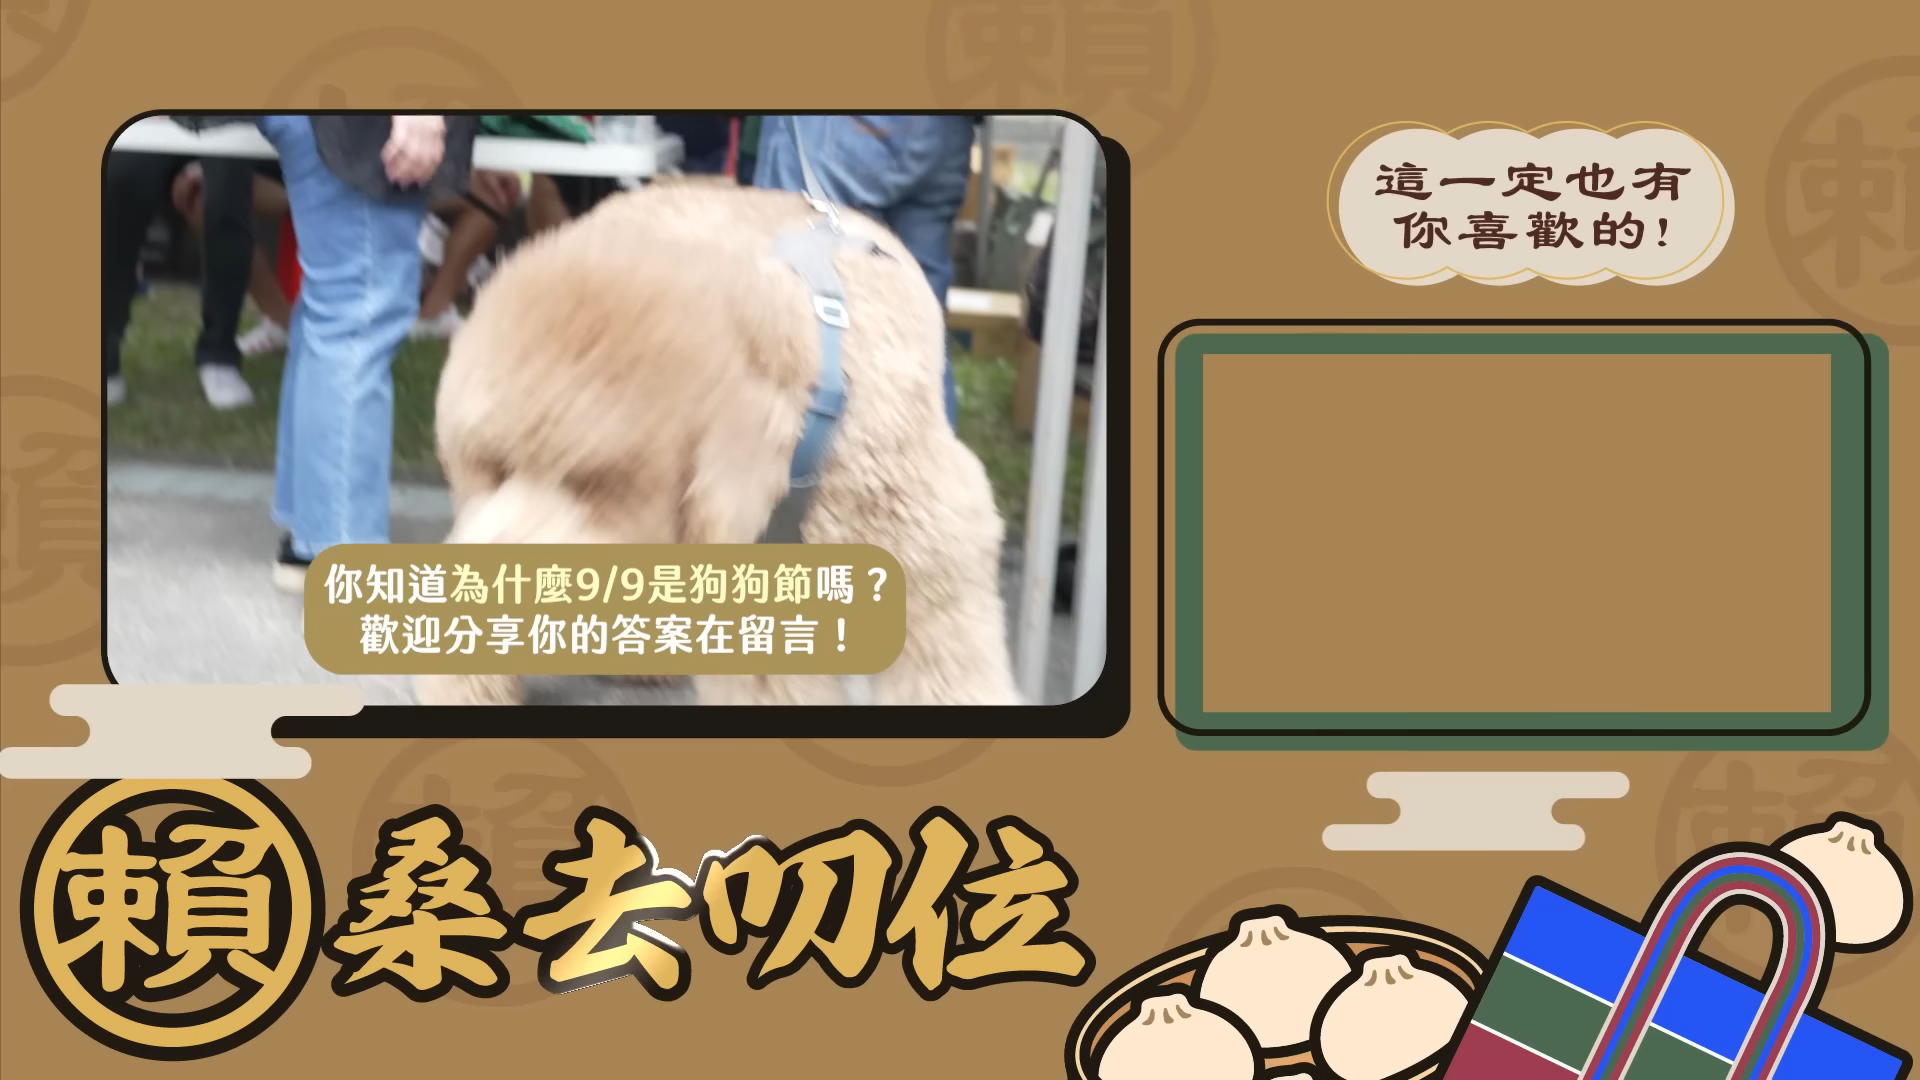 這一定也有
你喜歡的!
你知道為什麼9/9是狗狗節嗎？
歡迎分享你的答案在留言！
賴桑去叨位